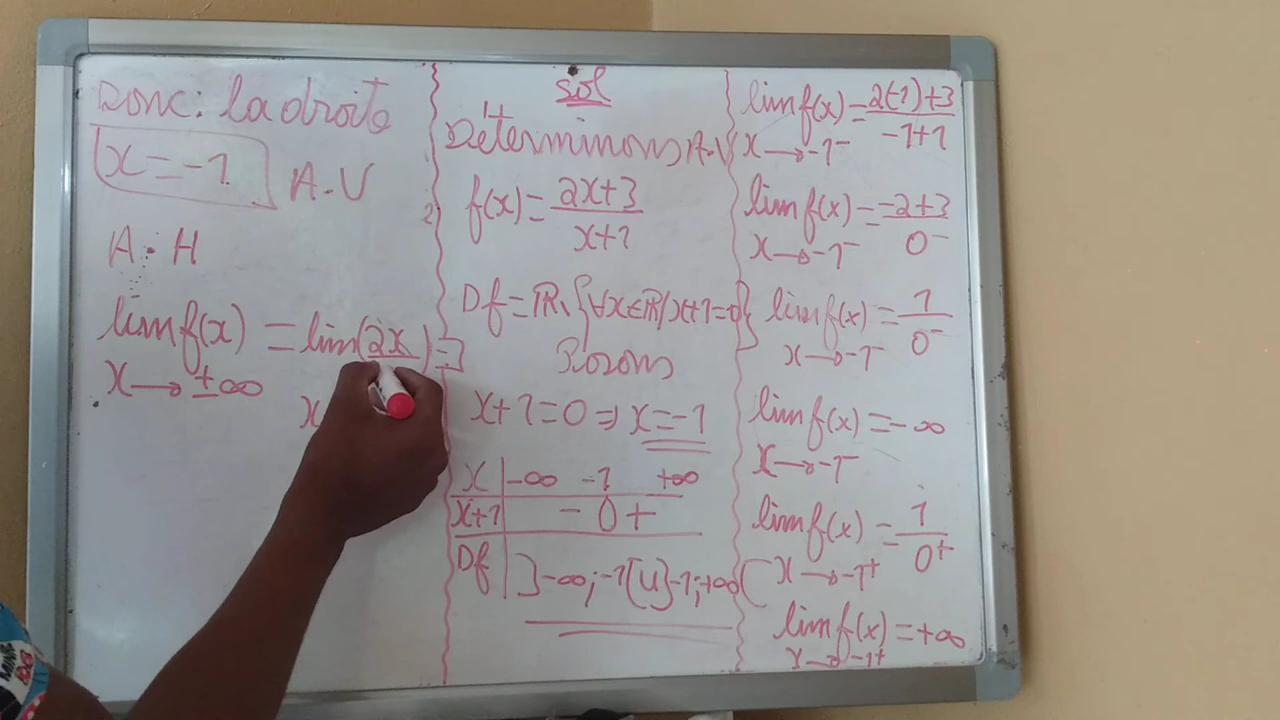 Donc: la droite
x = -1 A.V
A.H
lim f(x) = lim(2x/
x → ±∞ x
sol
Déterminons A.V
f(x) = 2x+3 / x+1
Df = ℝ\{∀x∈ℝ/x+1=0}
Posons
x+1=0 ⇒ x=-1
x | -∞ -1 +∞
x+1 | - 0 +
Df | ]-∞;-1[∪]-1;+∞[
lim f(x) = 2(-1)+3 / -1+1
x → -1⁻
lim f(x) = -2+3 / 0⁻
x → -1⁻
lim f(x) = 1 / 0⁻
x → -1⁻
lim f(x) = -∞
x → -1⁻
lim f(x) = 1 / 0⁺
x → -1⁺
lim f(x) = +∞
x → -1⁺